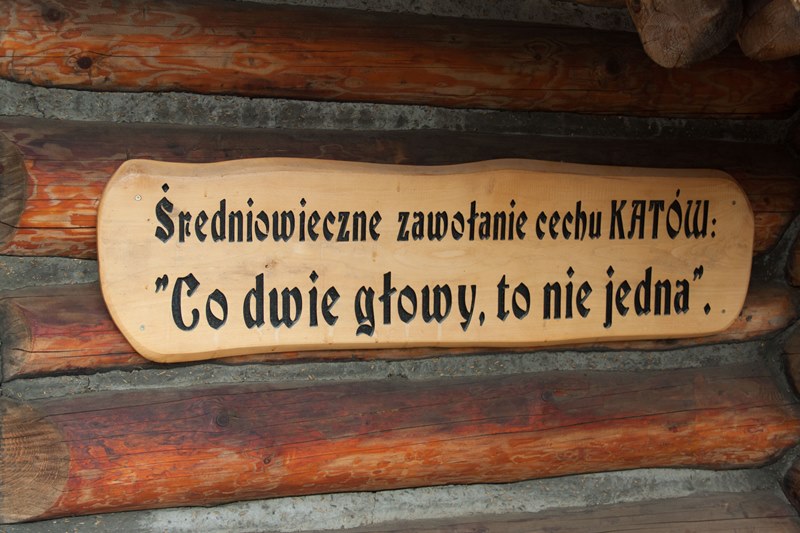 Średniowieczne zawołanie cechu KATÓW:
"Co dwie głowy, to nie jedna".